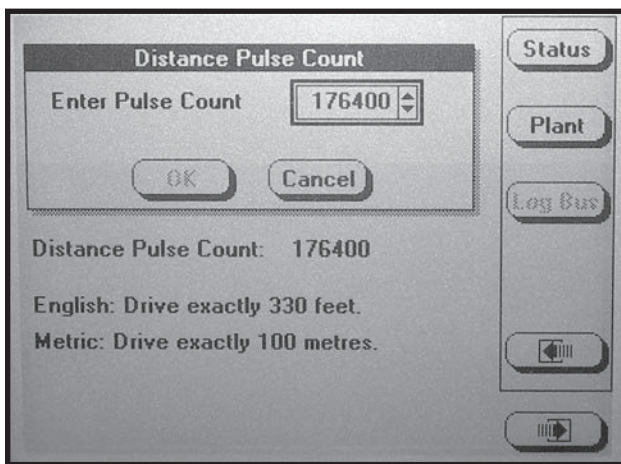 Distance Pulse Count
Enter Pulse Count 176400
OK Cancel
Distance Pulse Count: 176400
English: Drive exactly 330 feet.
Metric: Drive exactly 100 metres.
Status
Plant
Log Bus